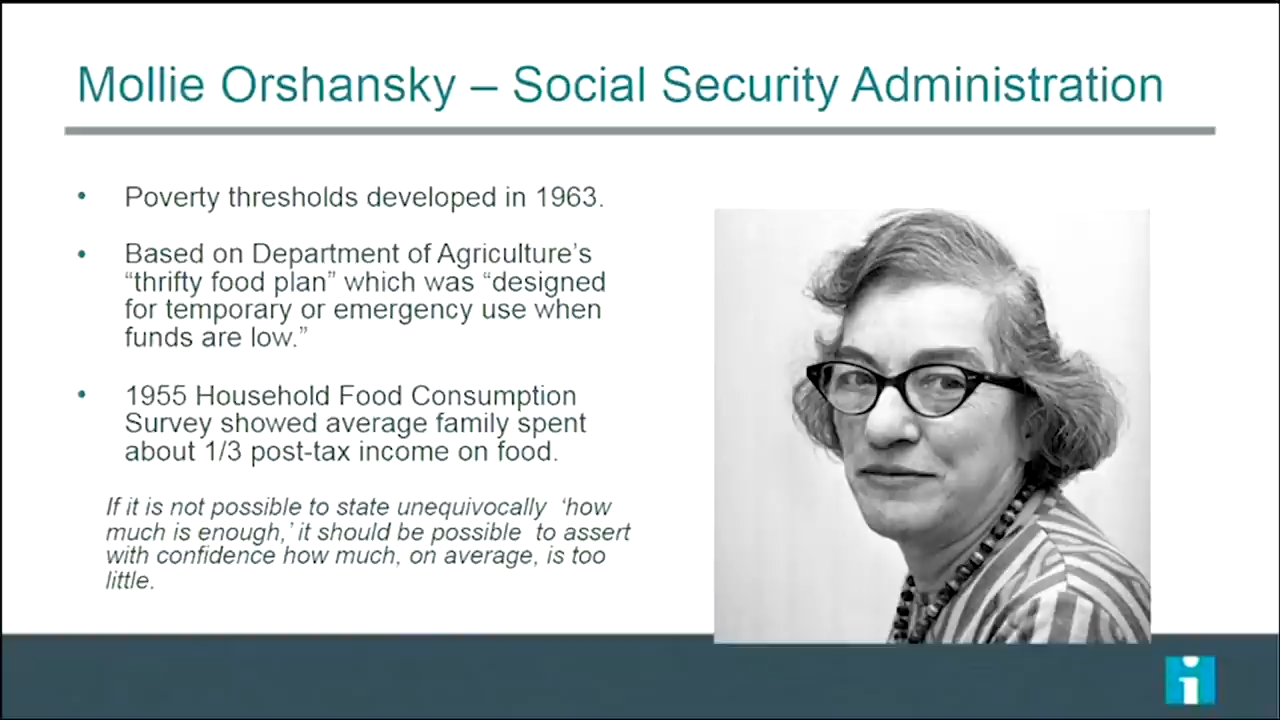 Mollie Orshansky – Social Security Administration
• Poverty thresholds developed in 1963.
• Based on Department of Agriculture’s
“thrifty food plan” which was “designed
for temporary or emergency use when
funds are low.”
• 1955 Household Food Consumption
Survey showed average family spent
about 1/3 post-tax income on food.
If it is not possible to state unequivocally ‘how
much is enough,’ it should be possible to assert
with confidence how much, on average, is too
little.
i